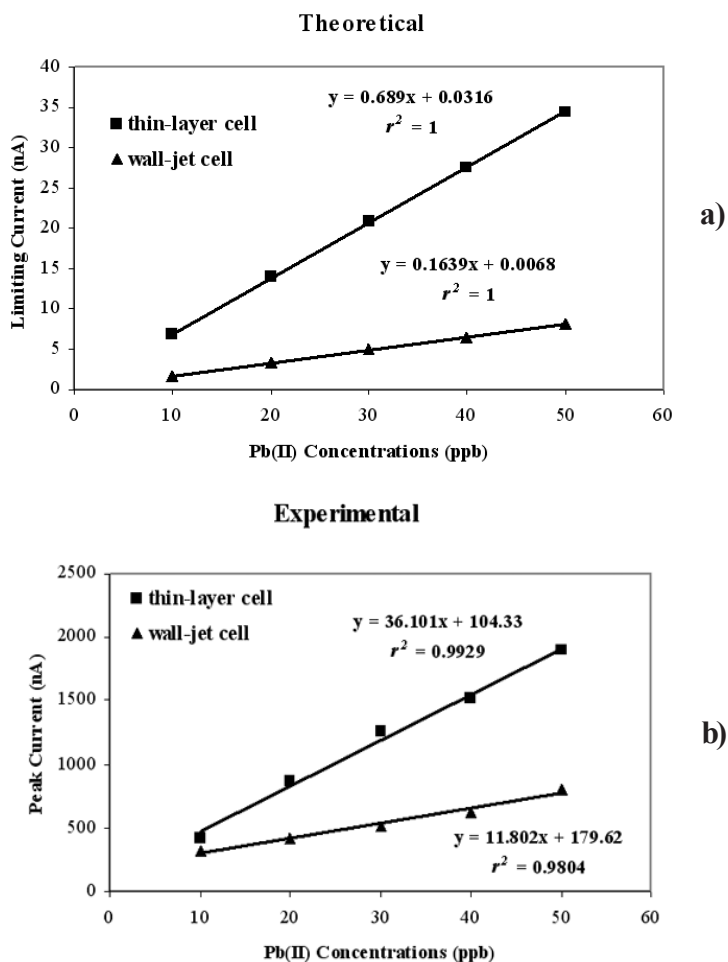 Theoretical
40
35
30
25
20
15
10
5
0
Limiting Current (nA)
thin-layer cell
wall-jet cell
y = 0.689x + 0.0316
r² = 1
y = 0.1639x + 0.0068
r² = 1
0 10 20 30 40 50 60
Pb(II) Concentrations (ppb)
a)
Experimental
2500
2000
1500
1000
500
0
Peak Current (nA)
thin-layer cell
wall-jet cell
y = 36.101x + 104.33
r² = 0.9929
y = 11.802x + 179.62
r² = 0.9804
0 10 20 30 40 50 60
Pb(II) Concentrations (ppb)
b)